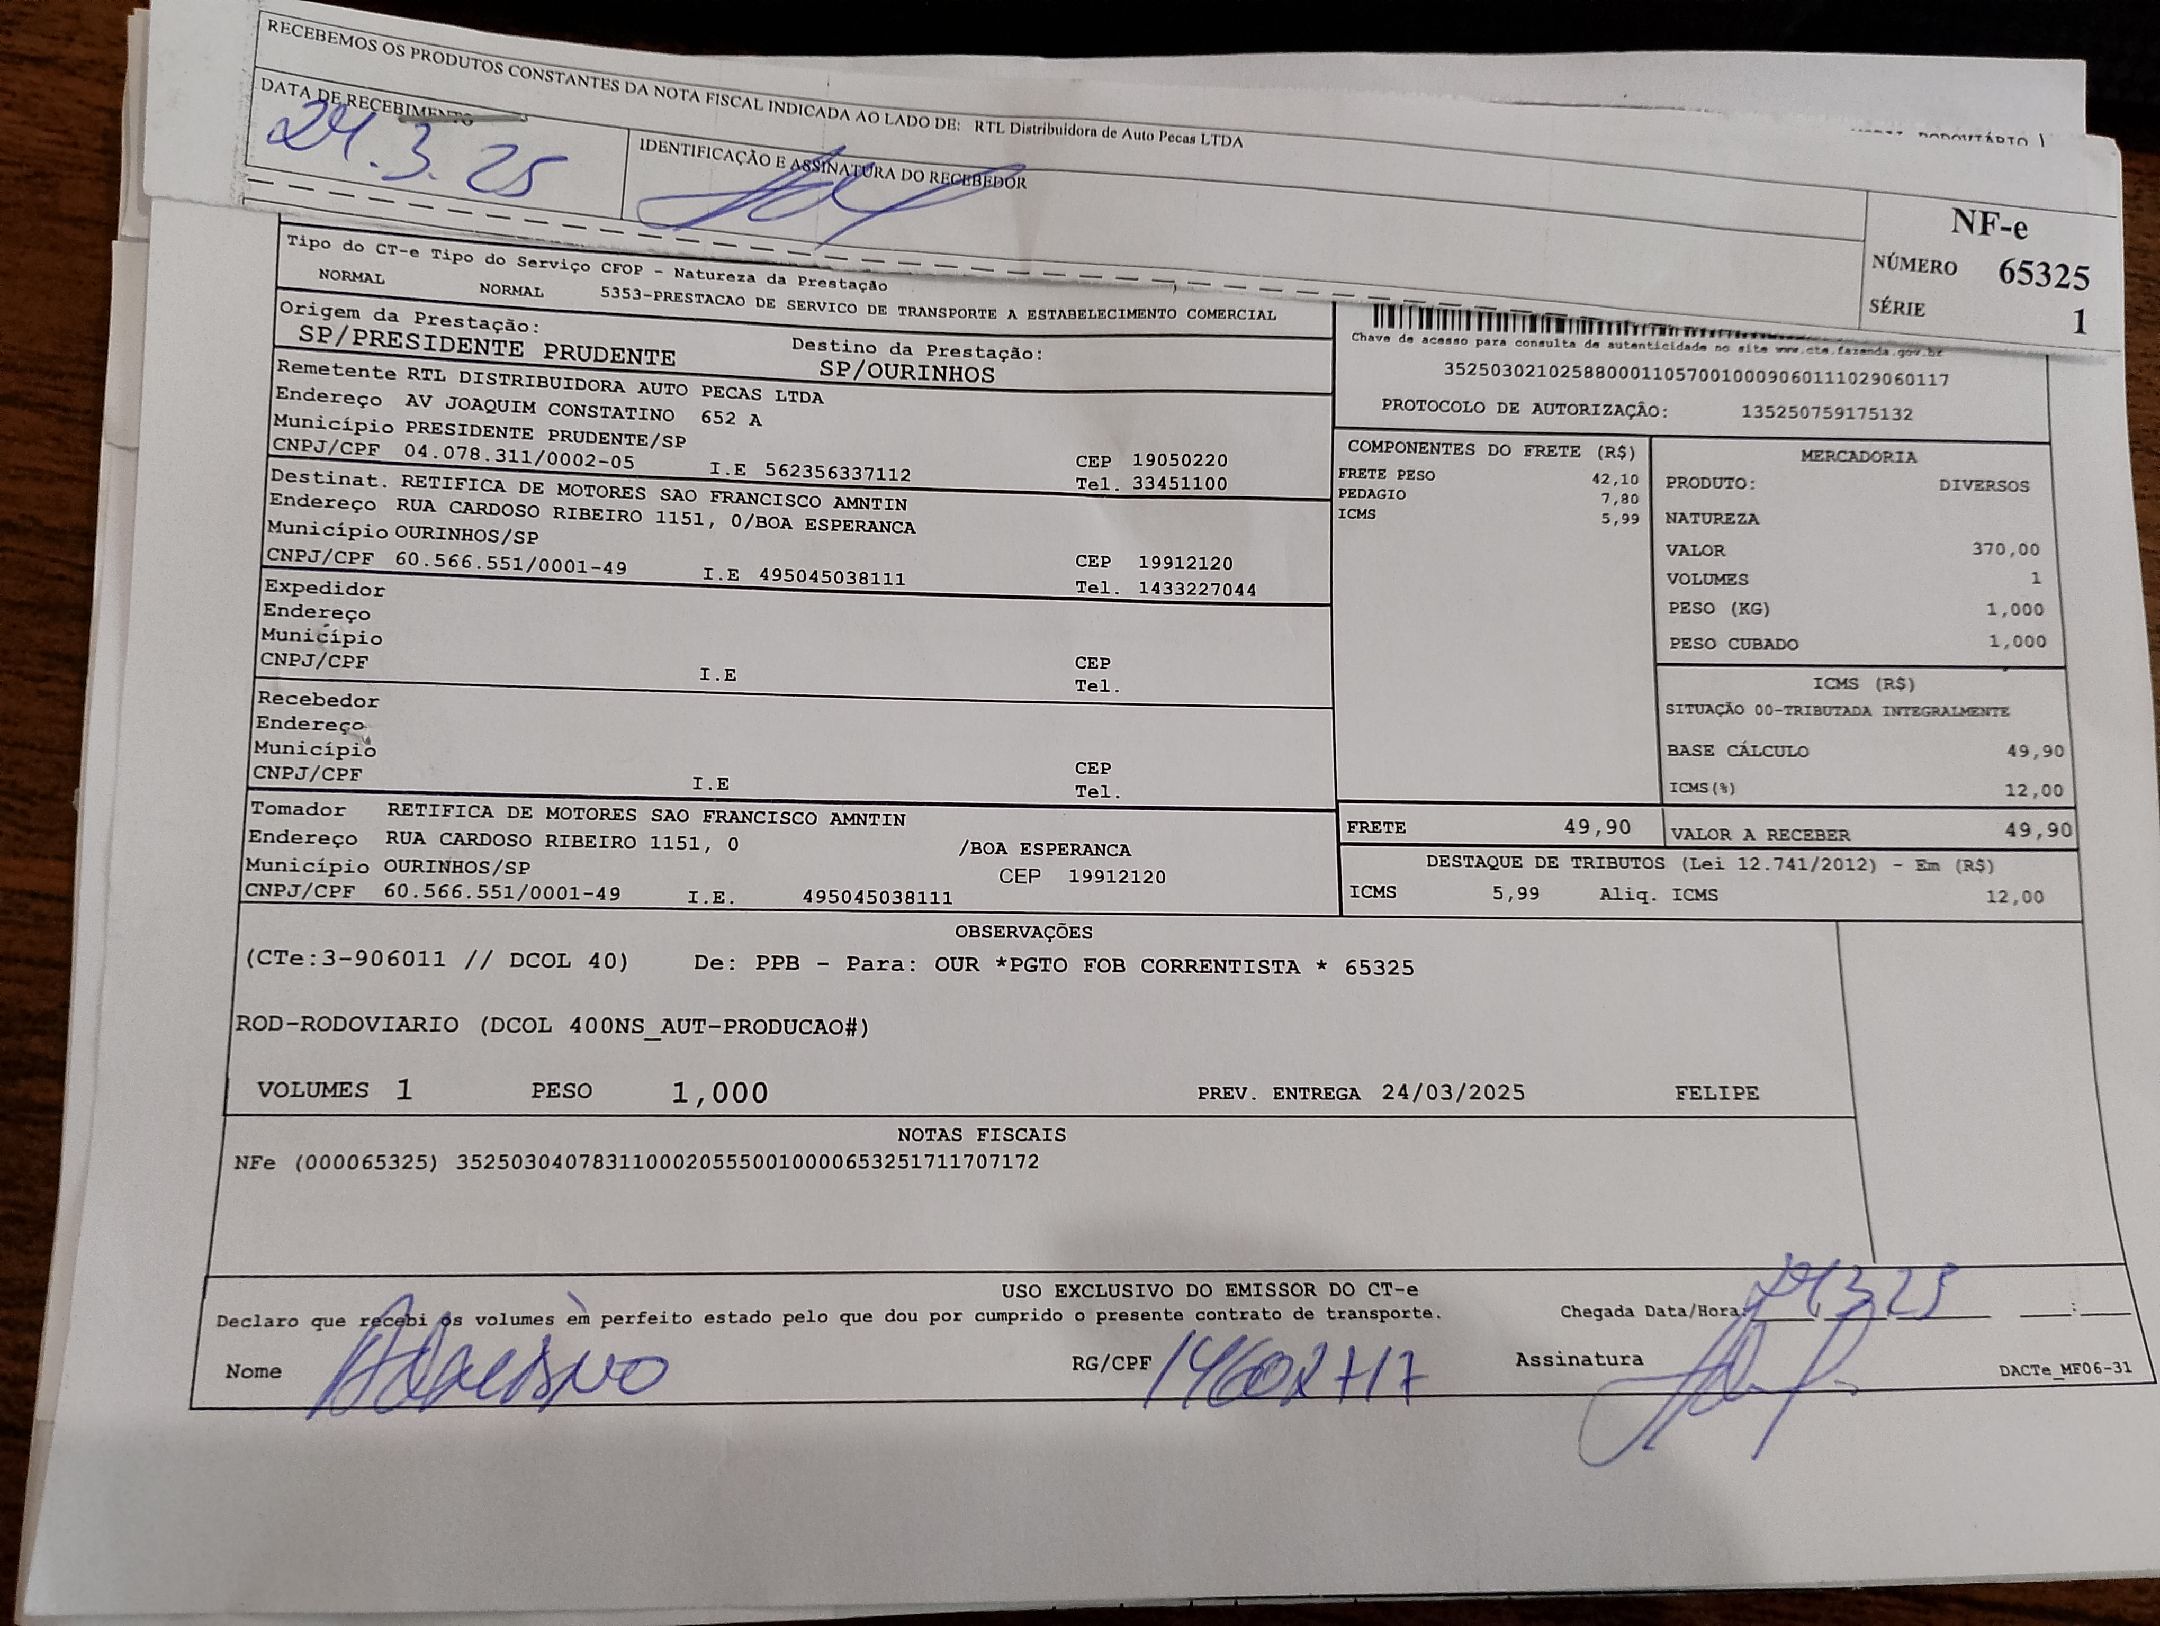 RODOVIÁRIO
RECEBEMOS OS PRODUTOS CONSTANTES DA NOTA FISCAL INDICADA AO LADO DE: RTL Distribuidora de Auto Pecas LTDA
DATA DE RECEBIMENTO
24.3.25
IDENTIFICAÇÃO E ASSINATURA DO RECEBEDOR
NF-e
NÚMERO 65325
SÉRIE 1
Tipo do CT-e Tipo do Serviço CFOP - Natureza da Prestação
NORMAL NORMAL 5353-PRESTACAO DE SERVICO DE TRANSPORTE A ESTABELECIMENTO COMERCIAL
Origem da Prestação: Destino da Prestação:
SP/PRESIDENTE PRUDENTE SP/OURINHOS
Remetente RTL DISTRIBUIDORA AUTO PECAS LTDA
Endereço AV JOAQUIM CONSTATINO 652 A
Município PRESIDENTE PRUDENTE/SP CEP 19050220
CNPJ/CPF 04.078.311/0002-05 I.E 562356337112 Tel. 33451100
Destinat. RETIFICA DE MOTORES SAO FRANCISCO AMNTIN
Endereço RUA CARDOSO RIBEIRO 1151, 0/BOA ESPERANCA
Município OURINHOS/SP CEP 19912120
CNPJ/CPF 60.566.551/0001-49 I.E 495045038111 Tel. 1433227044
Expedidor
Endereço
Município CEP
CNPJ/CPF I.E Tel.
Recebedor
Endereço
Município CEP
CNPJ/CPF I.E Tel.
Tomador RETIFICA DE MOTORES SAO FRANCISCO AMNTIN
Endereço RUA CARDOSO RIBEIRO 1151, 0 /BOA ESPERANCA
Município OURINHOS/SP CEP 19912120
CNPJ/CPF 60.566.551/0001-49 I.E. 495045038111
Chave de acesso para consulta de autenticidade no site www.cte.fazenda.gov.br
35250302102588000110570010009060111029060117
PROTOCOLO DE AUTORIZAÇÃO: 135250759175132
COMPONENTES DO FRETE (R$)
FRETE PESO 42,10
PEDAGIO 7,80
ICMS 5,99
MERCADORIA
PRODUTO: DIVERSOS
NATUREZA
VALOR 370,00
VOLUMES 1
PESO (KG) 1,000
PESO CUBADO 1,000
ICMS (R$)
SITUAÇÃO 00-TRIBUTADA INTEGRALMENTE
BASE CÁLCULO 49,90
ICMS(%) 12,00
FRETE 49,90 VALOR A RECEBER 49,90
DESTAQUE DE TRIBUTOS (Lei 12.741/2012) - Em (R$)
ICMS 5,99 Aliq. ICMS 12,00
OBSERVAÇÕES
(CTe:3-906011 // DCOL 40) De: PPB - Para: OUR *PGTO FOB CORRENTISTA * 65325
ROD-RODOVIARIO (DCOL 400NS_AUT-PRODUCAO#)
VOLUMES 1 PESO 1,000 PREV. ENTREGA 24/03/2025 FELIPE
NOTAS FISCAIS
NFe (000065325) 35250304078311000205550010000653251711707172
USO EXCLUSIVO DO EMISSOR DO CT-e
Declaro que recebi os volumes em perfeito estado pelo que dou por cumprido o presente contrato de transporte. Chegada Data/Hora: 24 3 25 :
Nome RG/CPF Assinatura DACTe_MF06-31